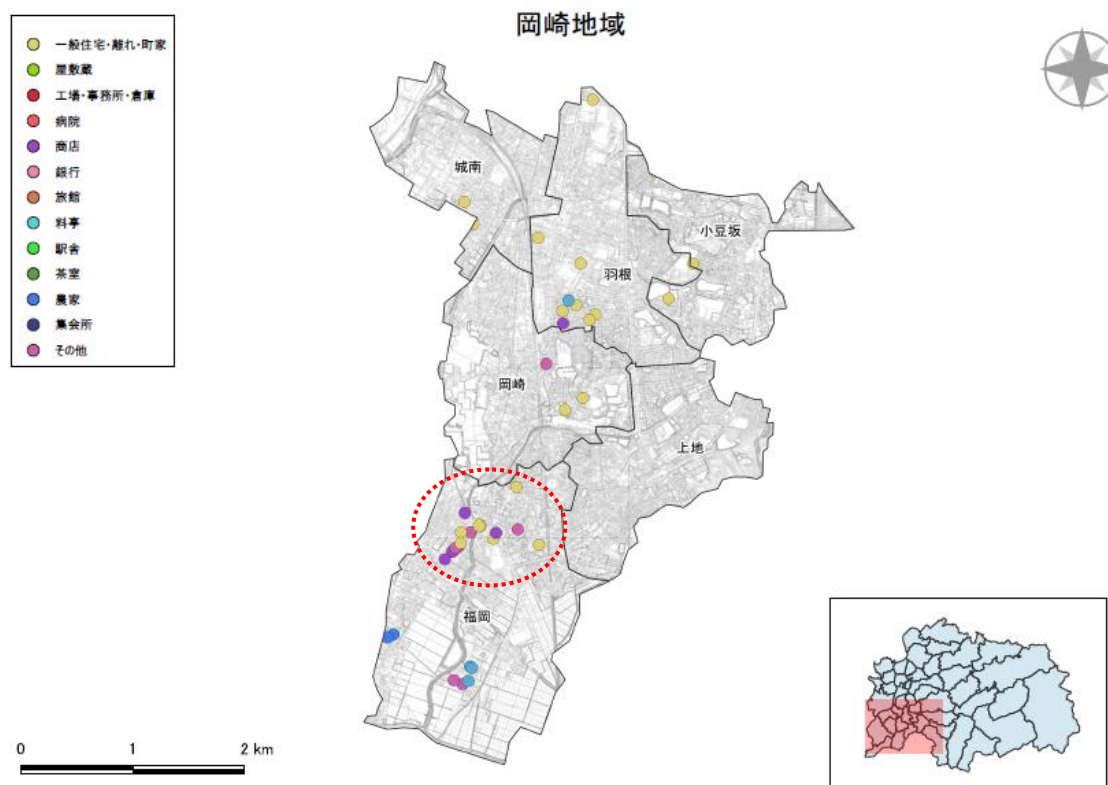 岡崎地域
一般住宅・離れ・町家
屋敷蔵
工場・事務所・倉庫
病院
商店
銀行
旅館
料亭
駅舎
茶室
農家
集会所
その他
城南
小豆坂
羽根
岡崎
上地
福岡
0 1 2 km